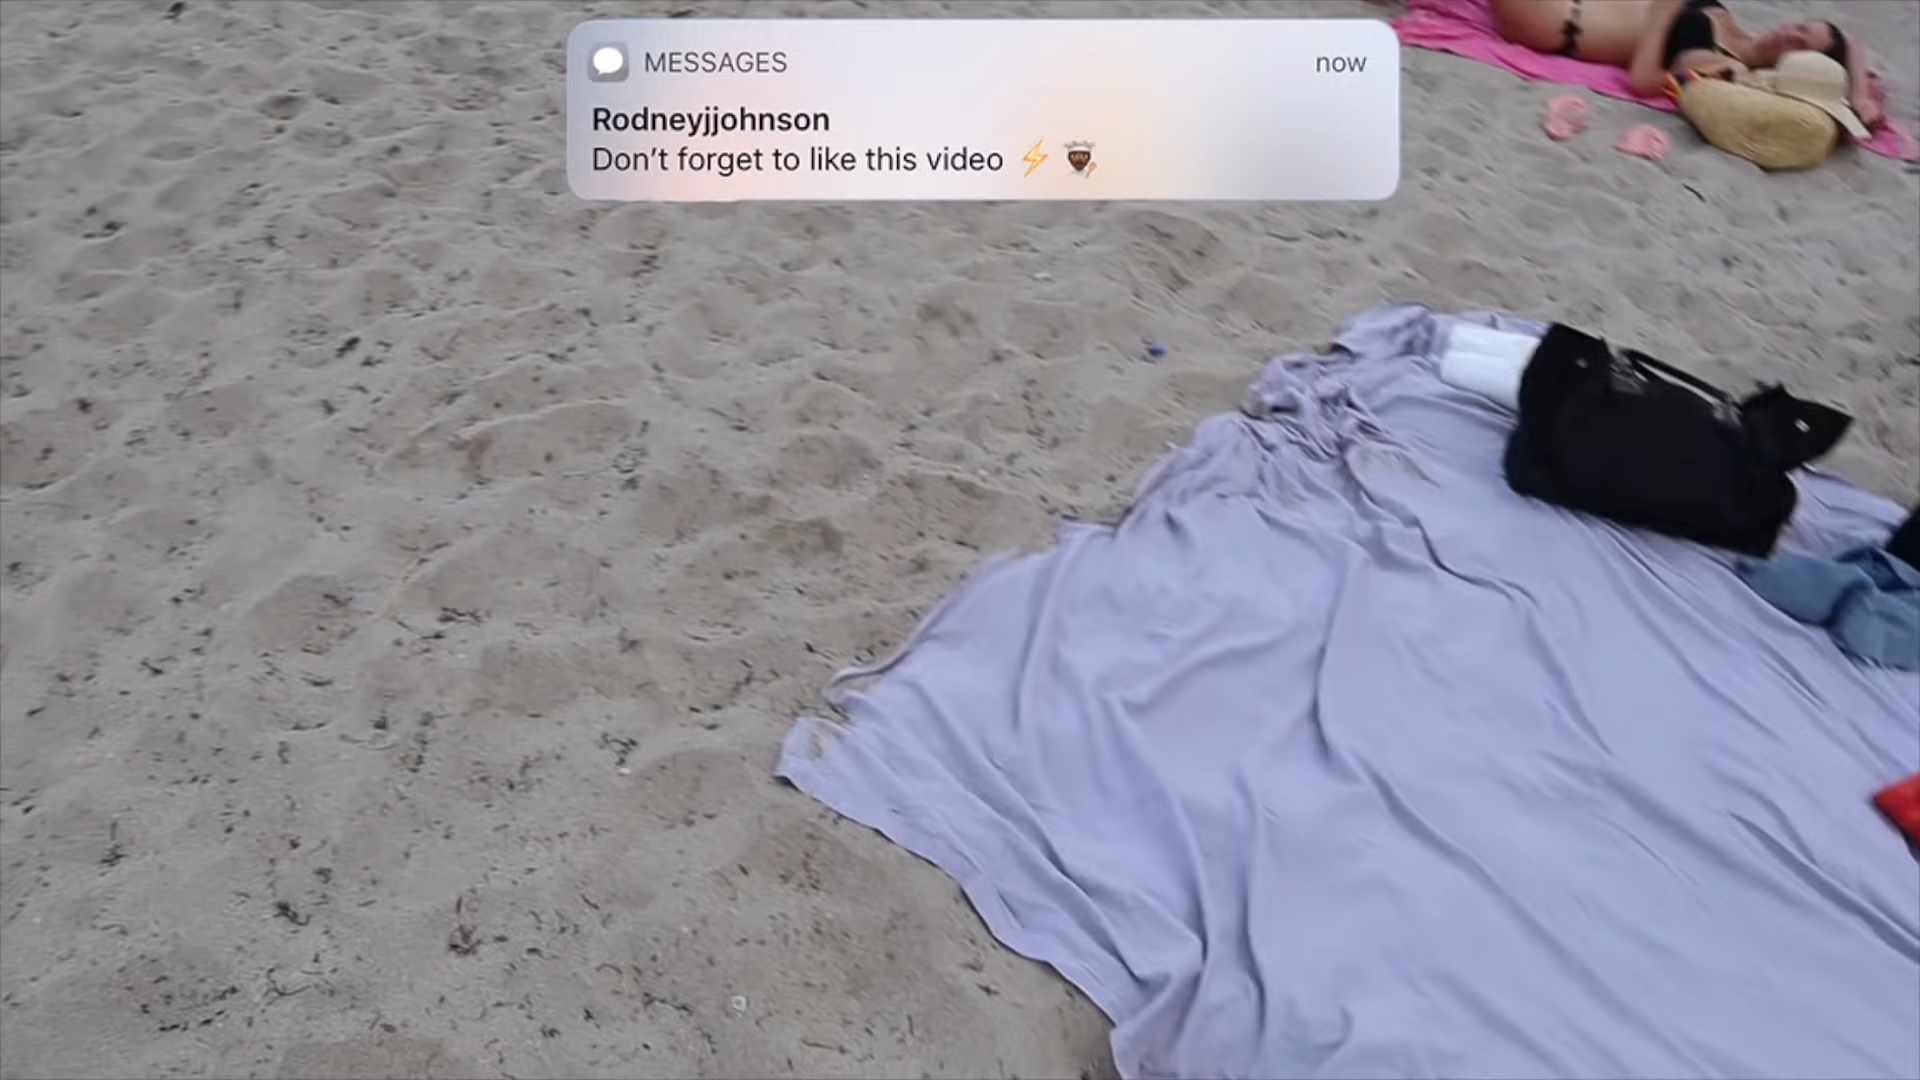 MESSAGES
now
Rodneyjjohnson
Don't forget to like this video ⚡ 👨🏿‍🍳